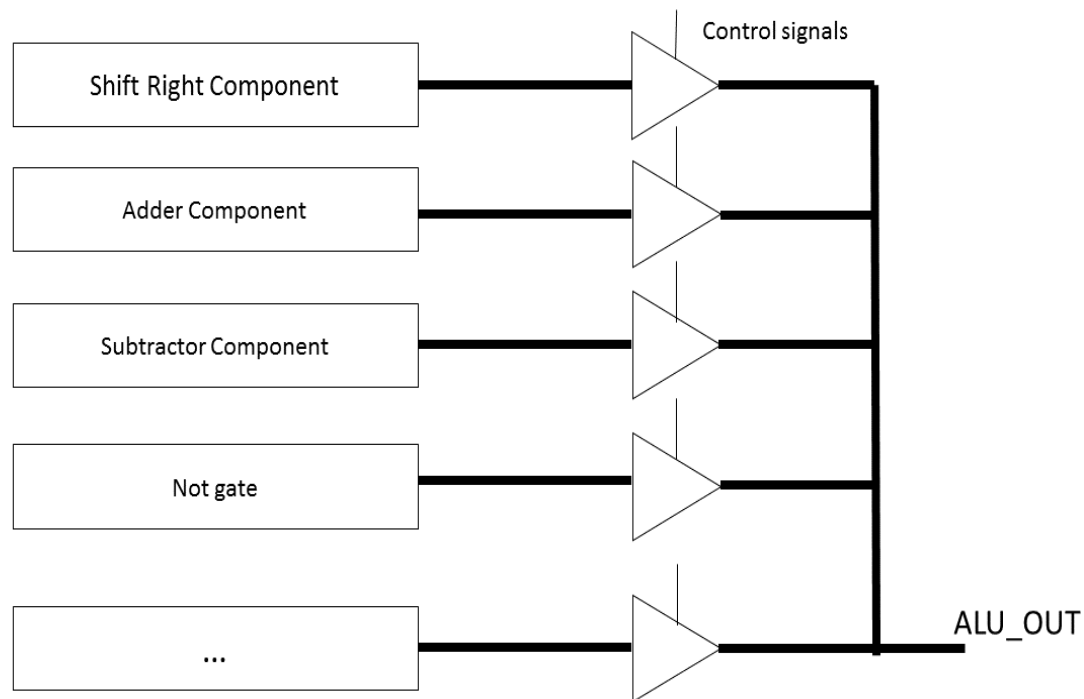 Control signals
Shift Right Component
Adder Component
Subtractor Component
Not gate
...
ALU_OUT